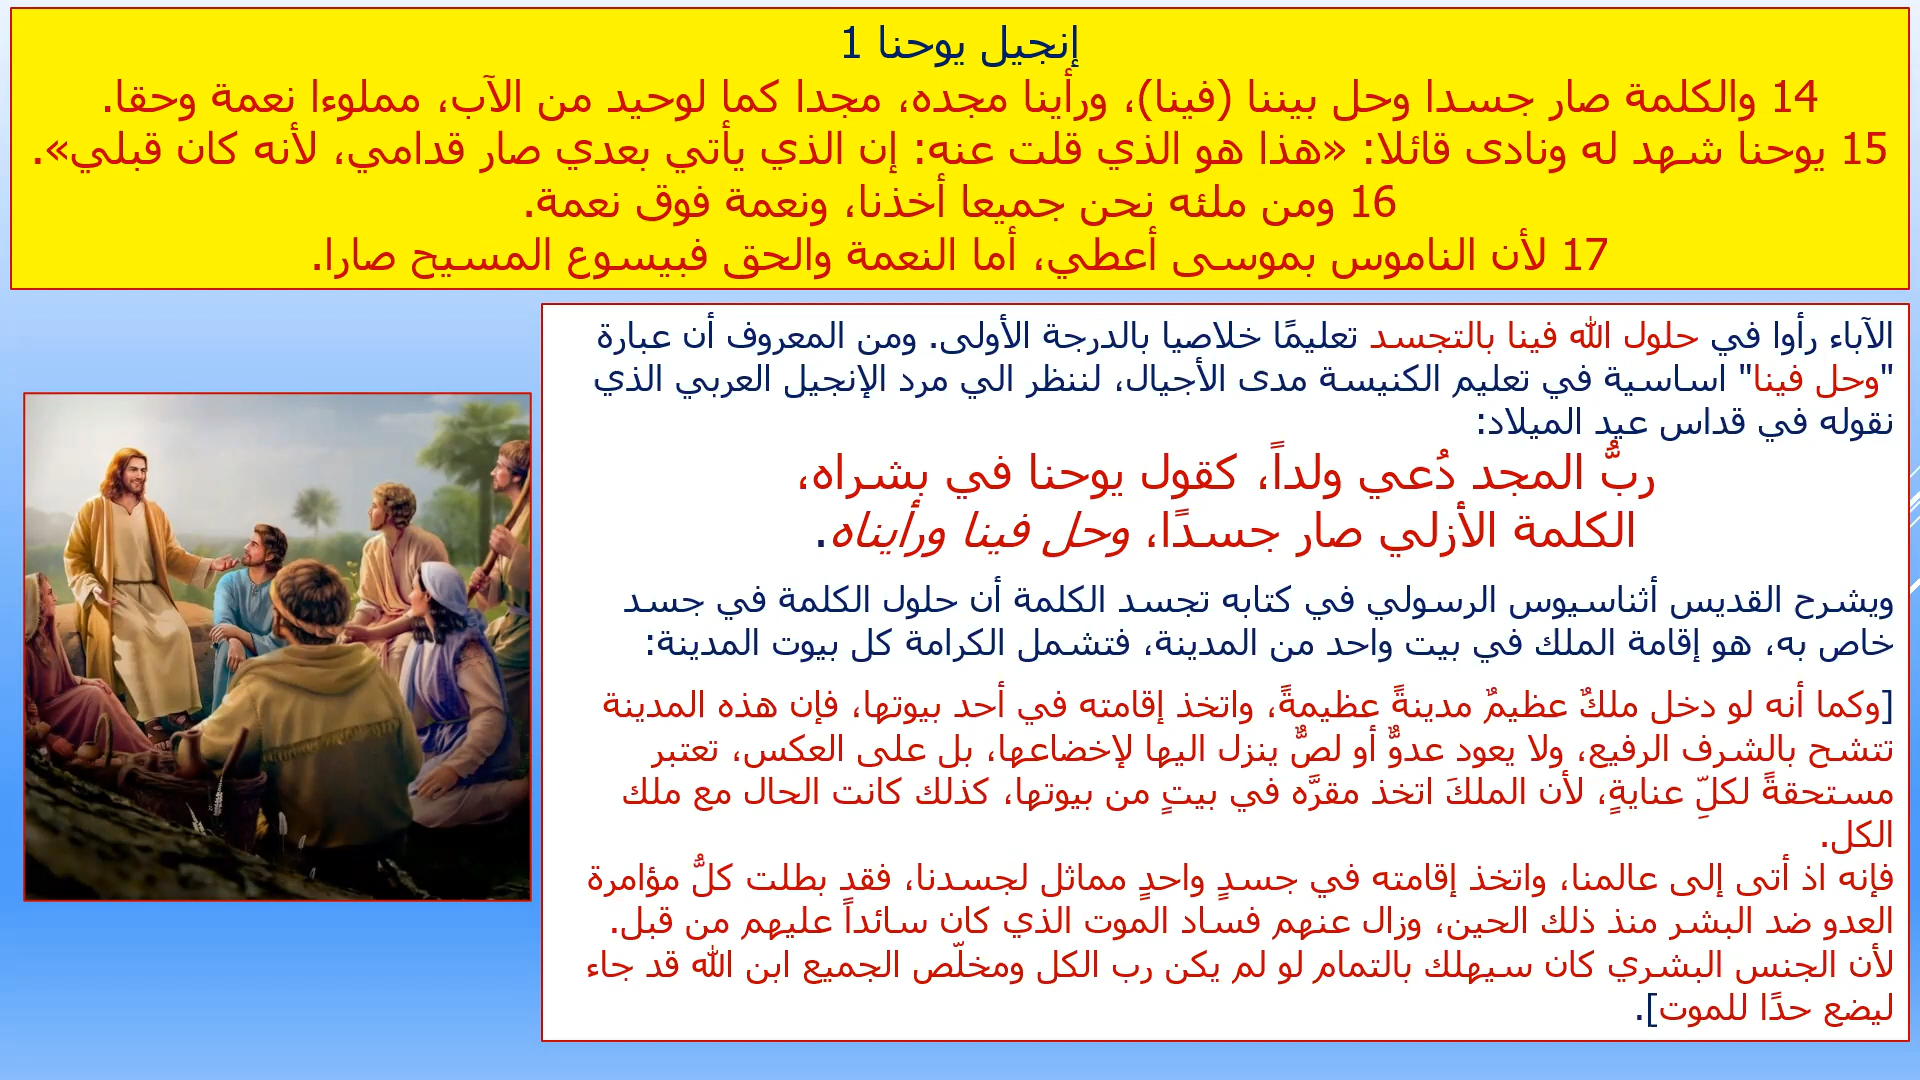 إنجيل يوحنا 1
14 والكلمة صار جسدا وحل بيننا (فينا)، ورأينا مجده، مجدا كما لوحيد من الآب، مملوءا نعمة وحقا.
15 يوحنا شهد له ونادى قائلا: «هذا هو الذي قلت عنه: إن الذي يأتي بعدي صار قدامي، لأنه كان قبلي».
16 ومن ملئه نحن جميعا أخذنا، ونعمة فوق نعمة.
17 لأن الناموس بموسى أعطي، أما النعمة والحق فبيسوع المسيح صارا.
الآباء رأوا في حلول الله فينا بالتجسد تعليمًا خلاصيا بالدرجة الأولى. ومن المعروف أن عبارة
"وحل فينا" اساسية في تعليم الكنيسة مدى الأجيال، لننظر الي مرد الإنجيل العربي الذي
نقوله في قداس عيد الميلاد:
ربُّ المجد دُعي ولداً، كقول يوحنا في بشراه،
الكلمة الأزلي صار جسدًا، وحل فينا ورأيناه.
ويشرح القديس أثناسيوس الرسولي في كتابه تجسد الكلمة أن حلول الكلمة في جسد
خاص به، هو إقامة الملك في بيت واحد من المدينة، فتشمل الكرامة كل بيوت المدينة:
[وكما أنه لو دخل ملكٌ عظيمٌ مدينةً عظيمةً، واتخذ إقامته في أحد بيوتها، فإن هذه المدينة
تتشح بالشرف الرفيع، ولا يعود عدوٌّ أو لصٌّ ينزل اليها لإخضاعها، بل على العكس، تعتبر
مستحقةً لكلِّ عنايةٍ، لأن الملكَ اتخذ مقرَّه في بيتٍ من بيوتها، كذلك كانت الحال مع ملك
الكل.
فإنه اذ أتى إلى عالمنا، واتخذ إقامته في جسدٍ واحدٍ مماثل لجسدنا، فقد بطلت كلُّ مؤامرة
العدو ضد البشر منذ ذلك الحين، وزال عنهم فساد الموت الذي كان سائداً عليهم من قبل.
لأن الجنس البشري كان سيهلك بالتمام لو لم يكن رب الكل ومخلّص الجميع ابن الله قد جاء
ليضع حدًا للموت].